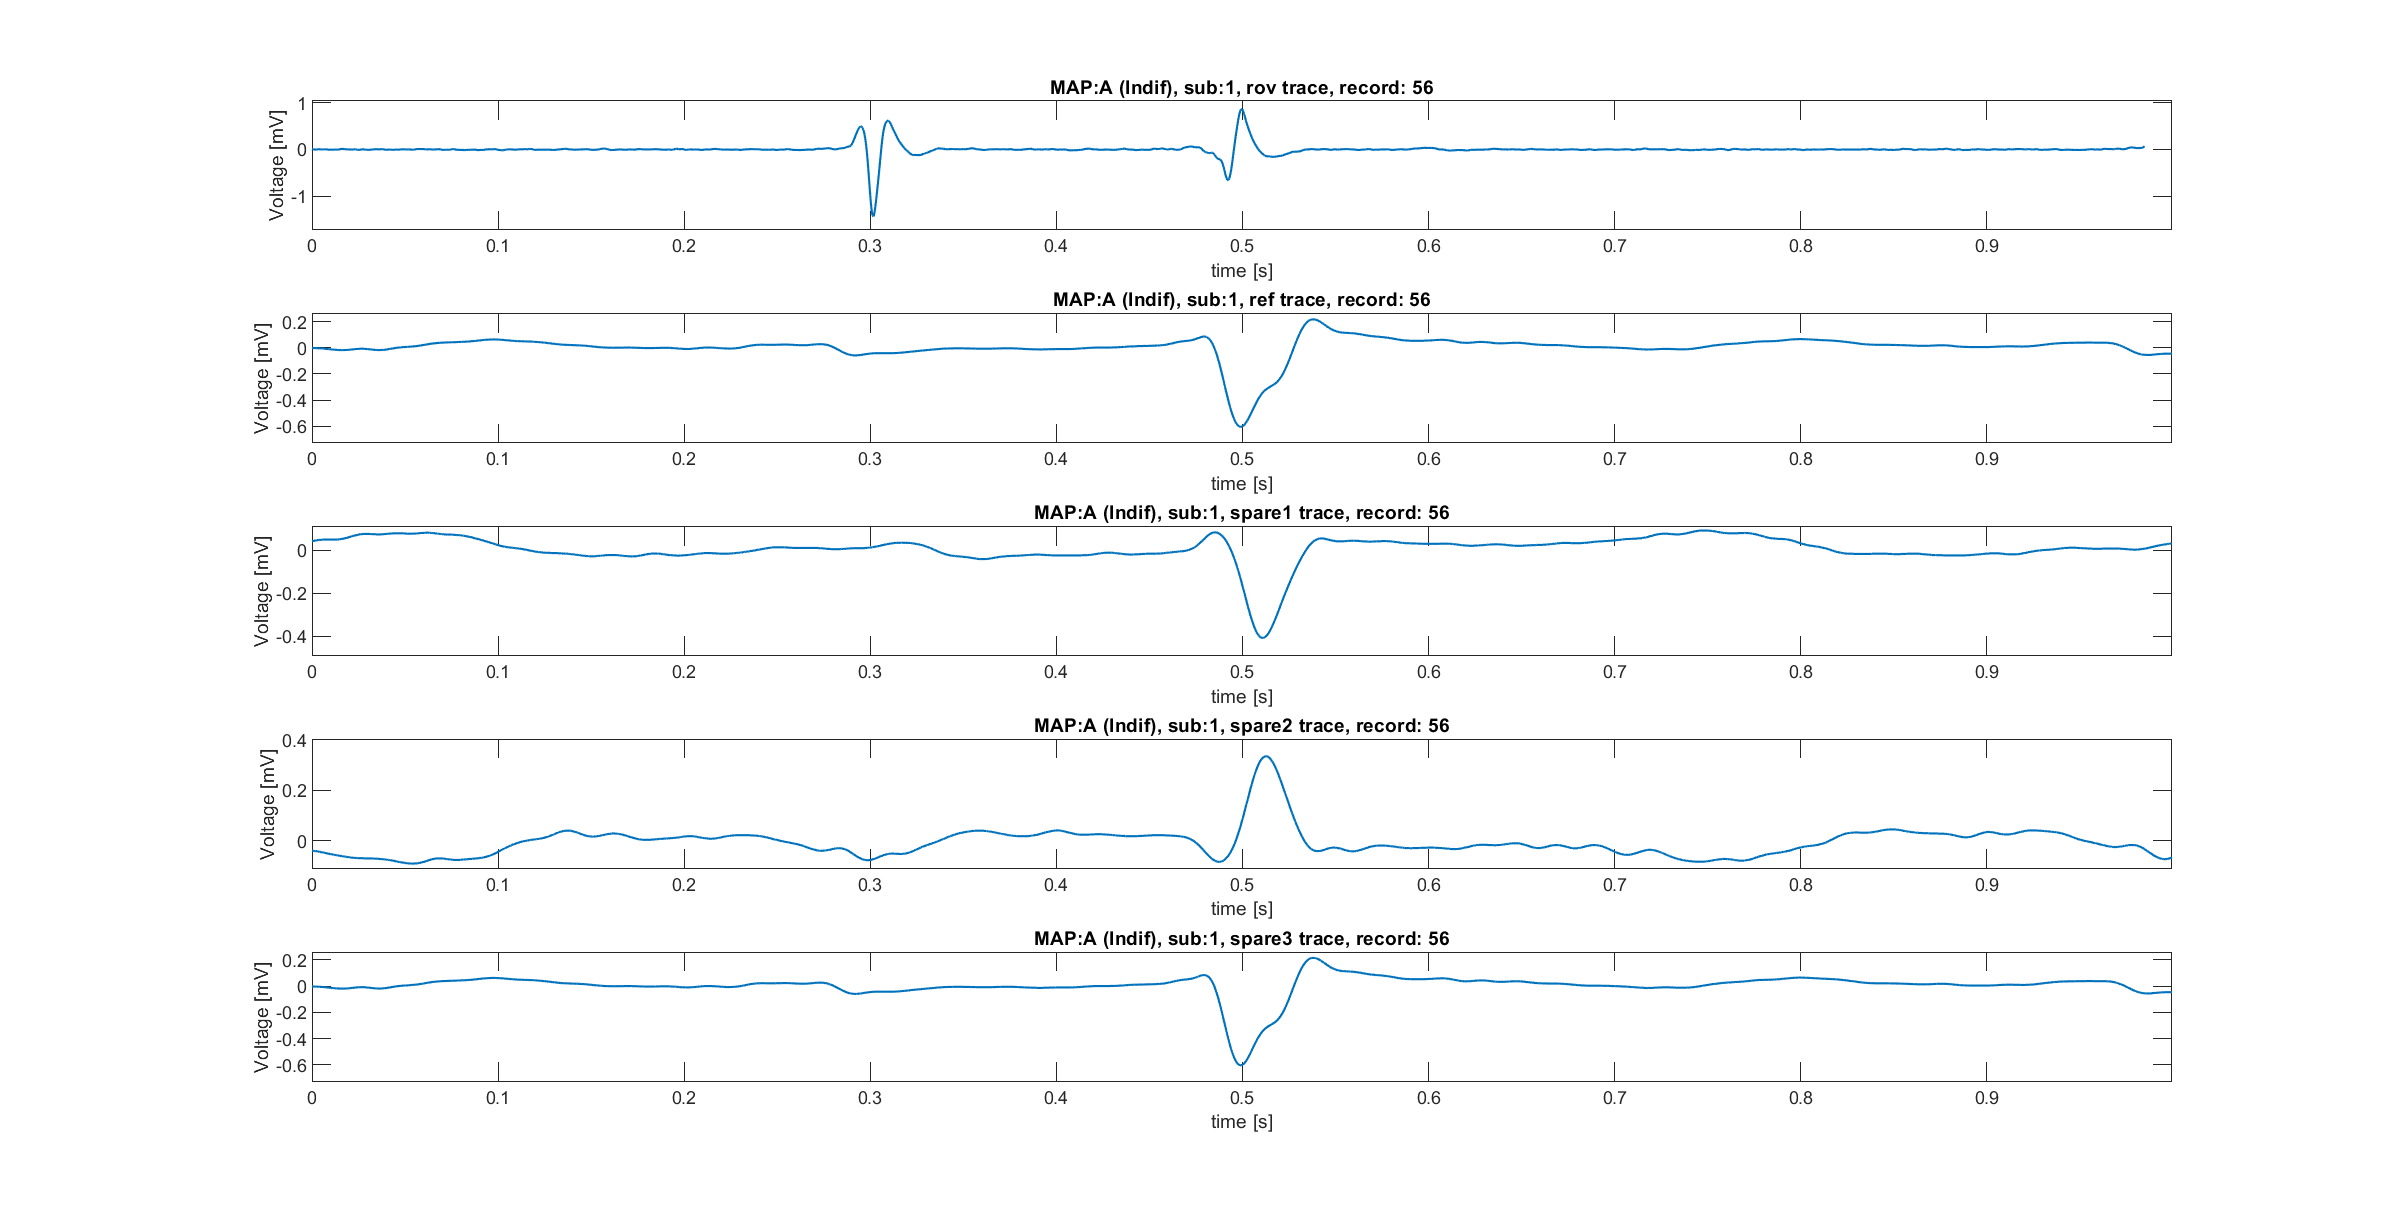 MAP:A (Indif), sub:1, rov trace, record: 56
Voltage [mV]
1
0
-1
0 0.1 0.2 0.3 0.4 0.5 0.6 0.7 0.8 0.9
time [s]
MAP:A (Indif), sub:1, ref trace, record: 56
Voltage [mV]
0.2
0
-0.2
-0.4
-0.6
0 0.1 0.2 0.3 0.4 0.5 0.6 0.7 0.8 0.9
time [s]
MAP:A (Indif), sub:1, spare1 trace, record: 56
Voltage [mV]
0
-0.2
-0.4
0 0.1 0.2 0.3 0.4 0.5 0.6 0.7 0.8 0.9
time [s]
MAP:A (Indif), sub:1, spare2 trace, record: 56
Voltage [mV]
0.4
0.2
0
0 0.1 0.2 0.3 0.4 0.5 0.6 0.7 0.8 0.9
time [s]
MAP:A (Indif), sub:1, spare3 trace, record: 56
Voltage [mV]
0.2
0
-0.2
-0.4
-0.6
0 0.1 0.2 0.3 0.4 0.5 0.6 0.7 0.8 0.9
time [s]